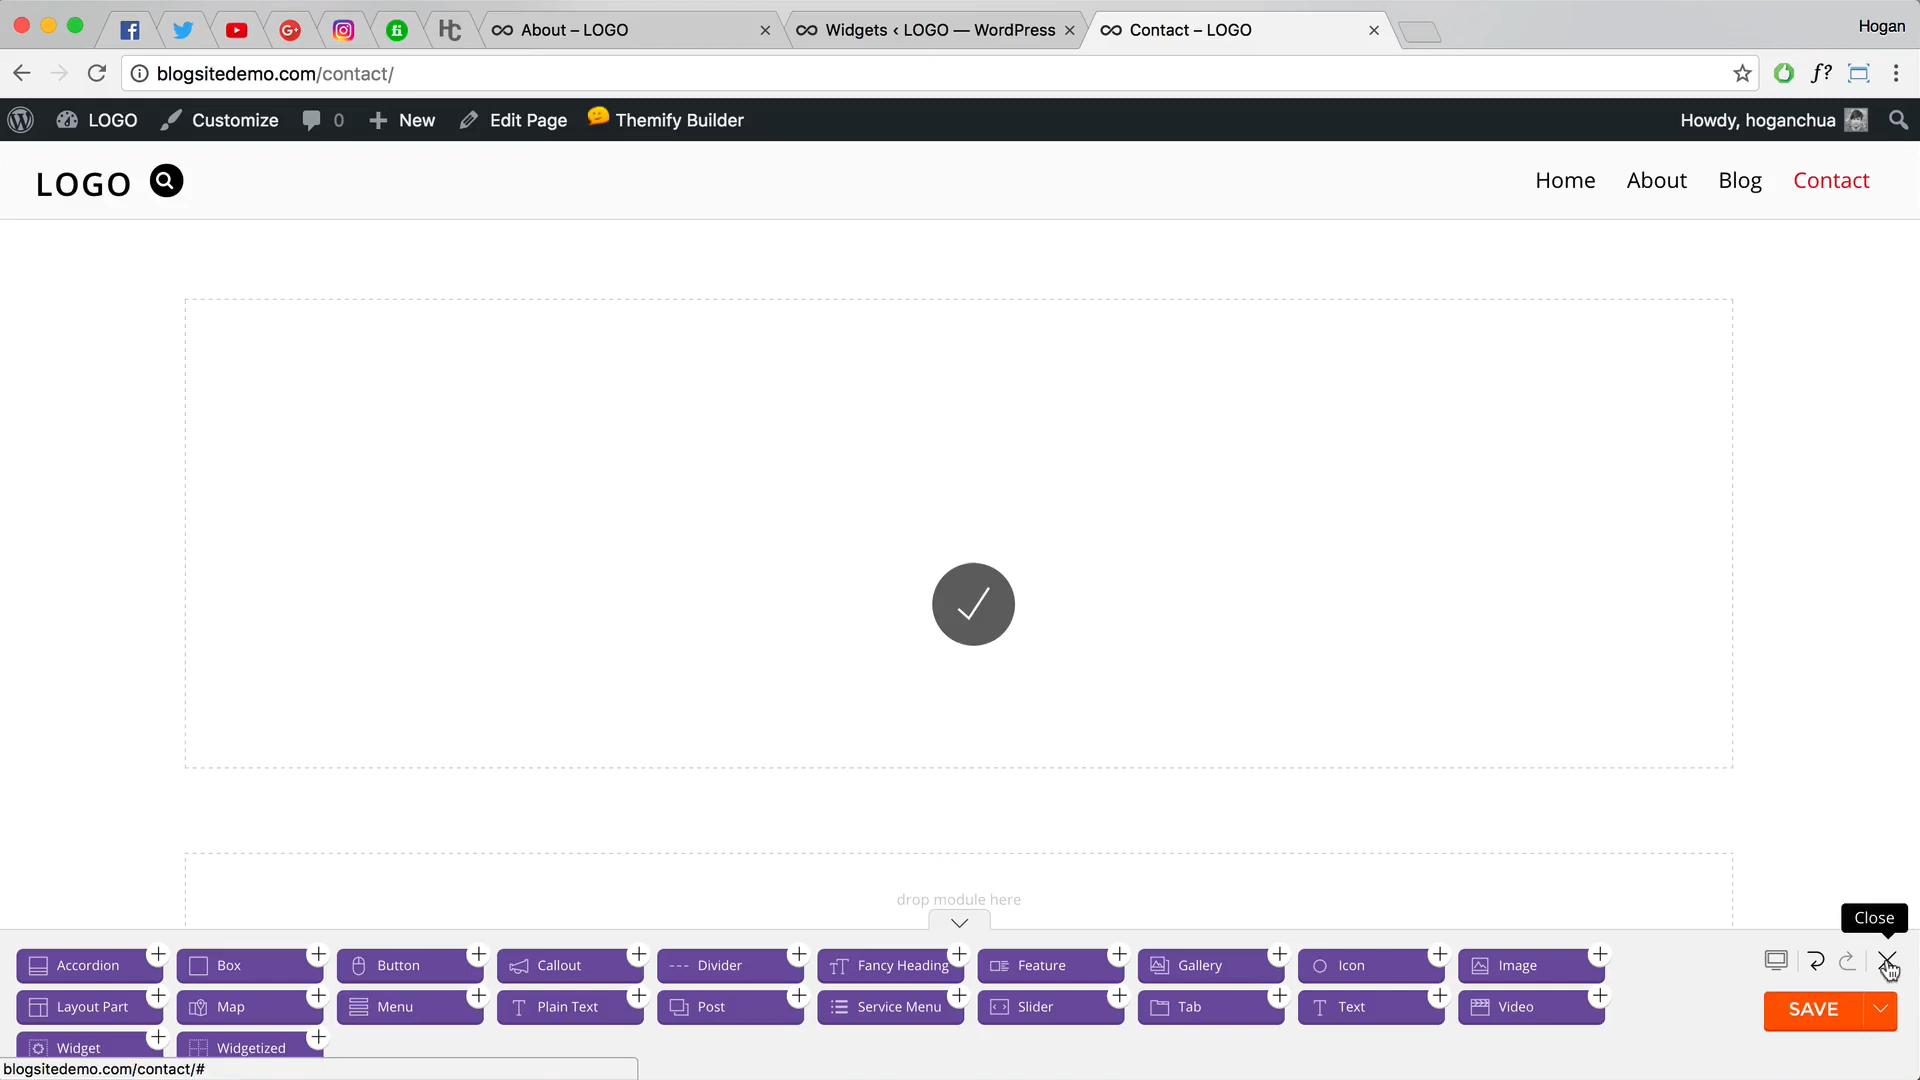 About – LOGO
Widgets ‹ LOGO — WordPress
Contact – LOGO
Hogan
blogsitedemo.com/contact/
f?
LOGO
Customize
0
New
Edit Page
Themify Builder
Howdy, hoganchua
LOGO
Home
About
Blog
Contact
drop module here
Close
Accordion
Box
Button
Callout
Divider
Fancy Heading
Feature
Gallery
Icon
Image
Layout Part
Map
Menu
Plain Text
Post
Service Menu
Slider
Tab
Text
Video
SAVE
Widget
Widgetized
blogsitedemo.com/contact/#